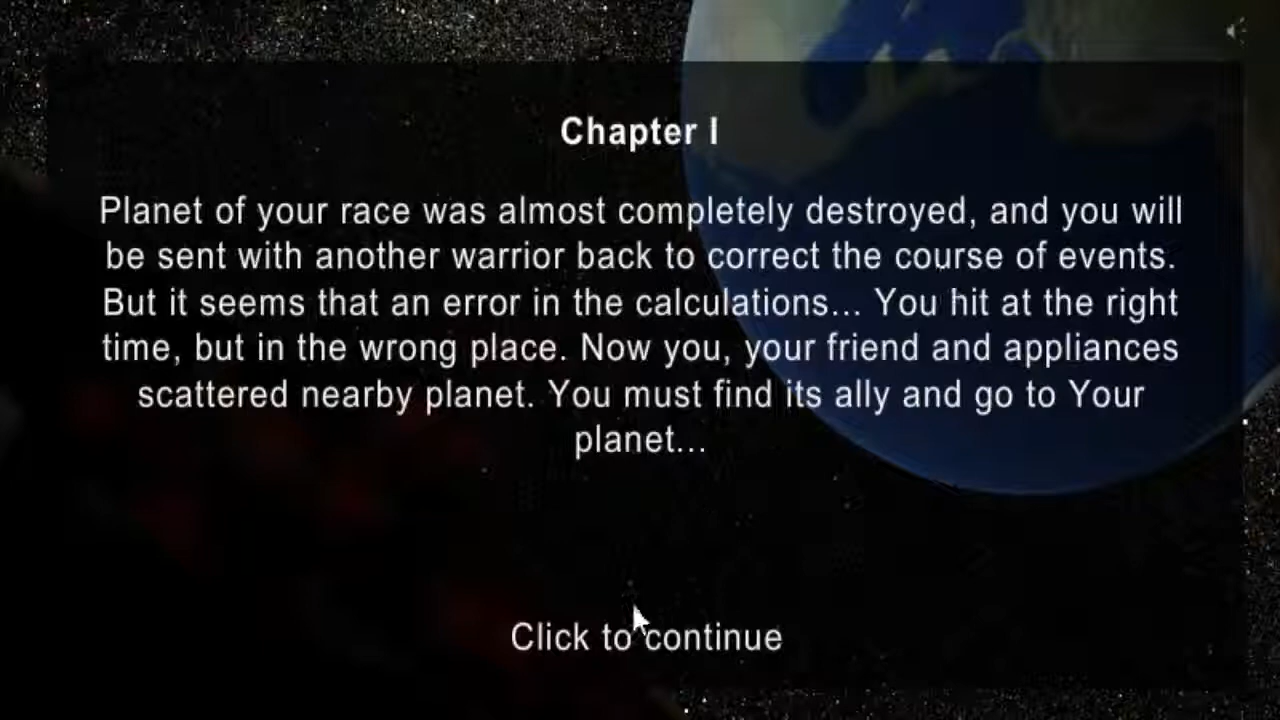 Chapter I
Planet of your race was almost completely destroyed, and you will
be sent with another warrior back to correct the course of events.
But it seems that an error in the calculations... You hit at the right
time, but in the wrong place. Now you, your friend and appliances
scattered nearby planet. You must find its ally and go to Your
planet...
Click to continue